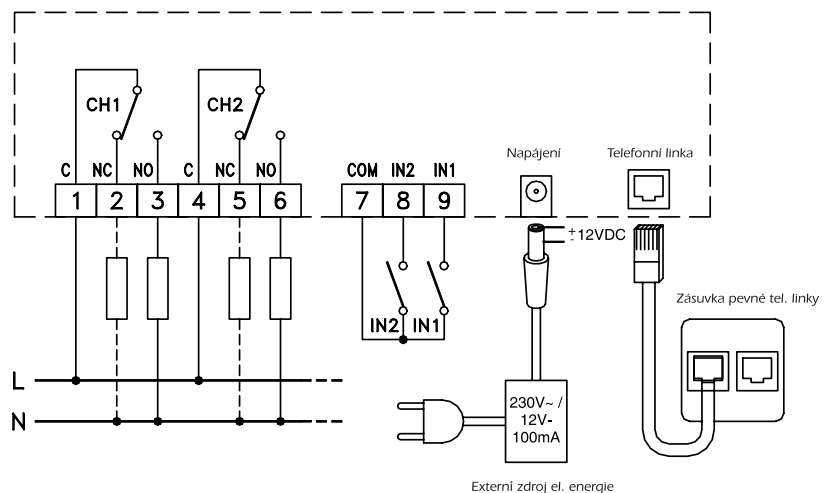 CH1
CH2
Napájení
Telefonní linka
C NC NO C NC NO
COM IN2 IN1
1 2 3 4 5 6
7 8 9
+
- 12VDC
Zásuvka pevné tel. linky
IN2 IN1
L
N
230V~ /
12V-
100mA
Externí zdroj el. energie